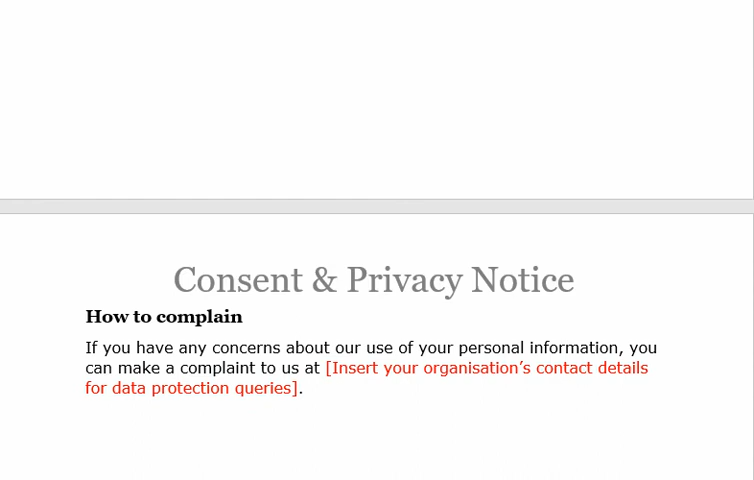 Consent & Privacy Notice
How to complain
If you have any concerns about our use of your personal information, you
can make a complaint to us at [Insert your organisation’s contact details
for data protection queries].